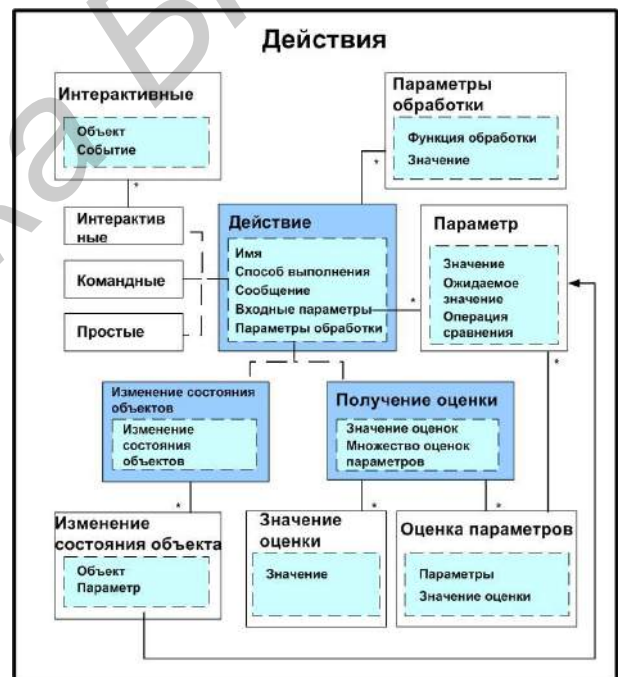 Действия
Интерактивные
Объект
Событие
*
Параметры
обработки
Функция обработки
Значение
*
Интерактив
ные
Командные
Простые
Действие
Имя
Способ выполнения
Сообщение
Входные параметры
Параметры обработки
*
Параметр
Значение
Ожидаемое
значение
Операция
сравнения
*
Изменение состояния
объектов
Изменение
состояния
объектов
*
Получение оценки
Значение оценок
Множество оценок
параметров
*
*
Изменение
состояния объекта
Объект
Параметр
Значение
оценки
Значение
Оценка параметров
Параметры
Значение оценки